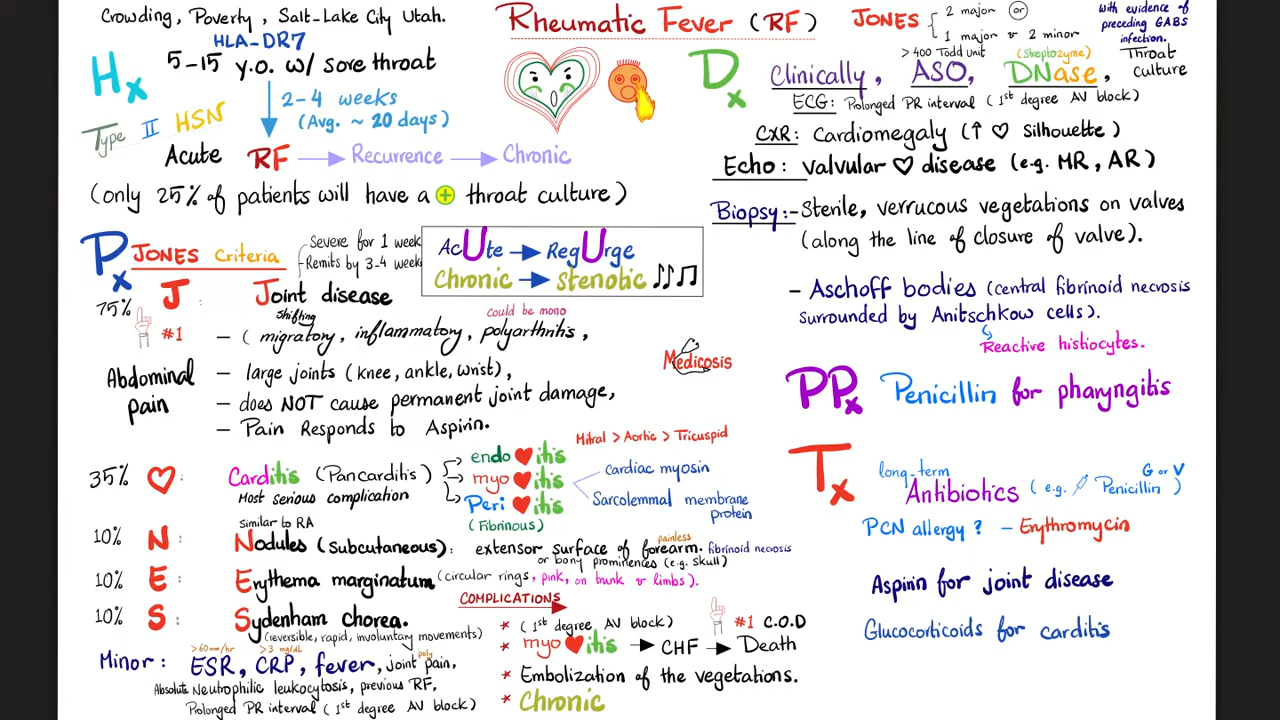 Rheumatic Fever (RF)
Crowding, Poverty, Salt-Lake City Utah.
HLA-DR7
Hx
5-15 y.o. w/ sore throat
2-4 weeks
(Avg. ~ 20 days)
Type II HSN
Acute RF → Recurrence → Chronic
(only 25% of patients will have a + throat culture)
Px
JONES Criteria
Severe for 1 week
Remits by 3-4 week
AcUte → RegUrge
Chronic → Stenotic
75% J : Joint disease
#1
shifting
could be mono
- (migratory, inflammatory, polyarthritis,
- large joints (knee, ankle, wrist),
- does NOT cause permanent joint damage,
- Pain Responds to Aspirin.
Abdominal
pain
Medicosis
35% ♡ : Carditis (Pancarditis)
Most serious complication
endo ♥ itis
myo ♥ itis
Peri ♥ itis
(Fibrinous)
Mitral > Aortic > Tricuspid
Cardiac myosin
Sarcolemmal membrane
protein
similar to RA
10% N : Nodules (Subcutaneous): extensor surface of forearm. fibrinoid necrosis
painless
or bony prominences (e.g. skull)
10% E : Erythema marginatum (circular rings, pink, on trunk & limbs).
10% S : Sydenham chorea.
(reversible, rapid, involuntary movements)
Minor: ESR, CRP, fever, joint pain,
> 60 mm/hr
> 3 mg/dL
poly
Absolute Neutrophilic leukocytosis, previous RF,
Prolonged PR interval (1st degree AV block)
COMPLICATIONS
* (1st degree AV block)
* myo ♥ itis → CHF → Death
#1 C.O.D
* Embolization of the vegetations.
* Chronic
JONES { 2 major or
1 major & 2 minor
with evidence of
preceding GABS
infection.
Dx
> 400 Todd unit
(Streptozyme)
Clinically, ASO, DNase, Throat
culture
ECG: Prolonged PR interval (1st degree AV block)
CXR: Cardiomegaly (↑ ♡ Silhouette)
Echo: valvular ♡ disease (e.g. MR, AR)
Biopsy:- Sterile, verrucous vegetations on valves
(along the line of closure of valve).
- Aschoff bodies (central fibrinoid necrosis
surrounded by Anitschkow cells).
Reactive histiocytes.
PPx Penicillin for pharyngitis
Tx
long-term
Antibiotics (e.g. Penicillin G or V)
PCN allergy? - Erythromycin
Aspirin for joint disease
Glucocorticoids for carditis